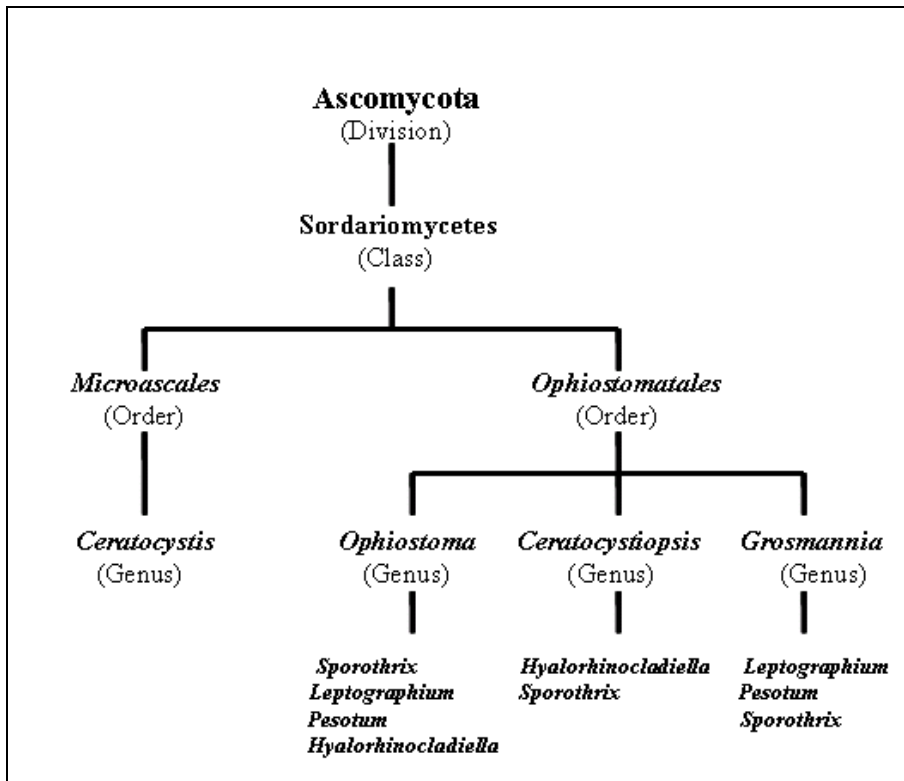 Ascomycota
(Division)
Sordariomycetes
(Class)
Microascales
(Order)
Ophiostomatales
(Order)
Ceratocystis
(Genus)
Ophiostoma
(Genus)
Ceratocystiopsis
(Genus)
Grosmannia
(Genus)
Sporothrix
Leptographium
Pesotum
Hyalorhinocladiella
Hyalorhinocladiella
Sporothrix
Leptographium
Pesotum
Sporothrix